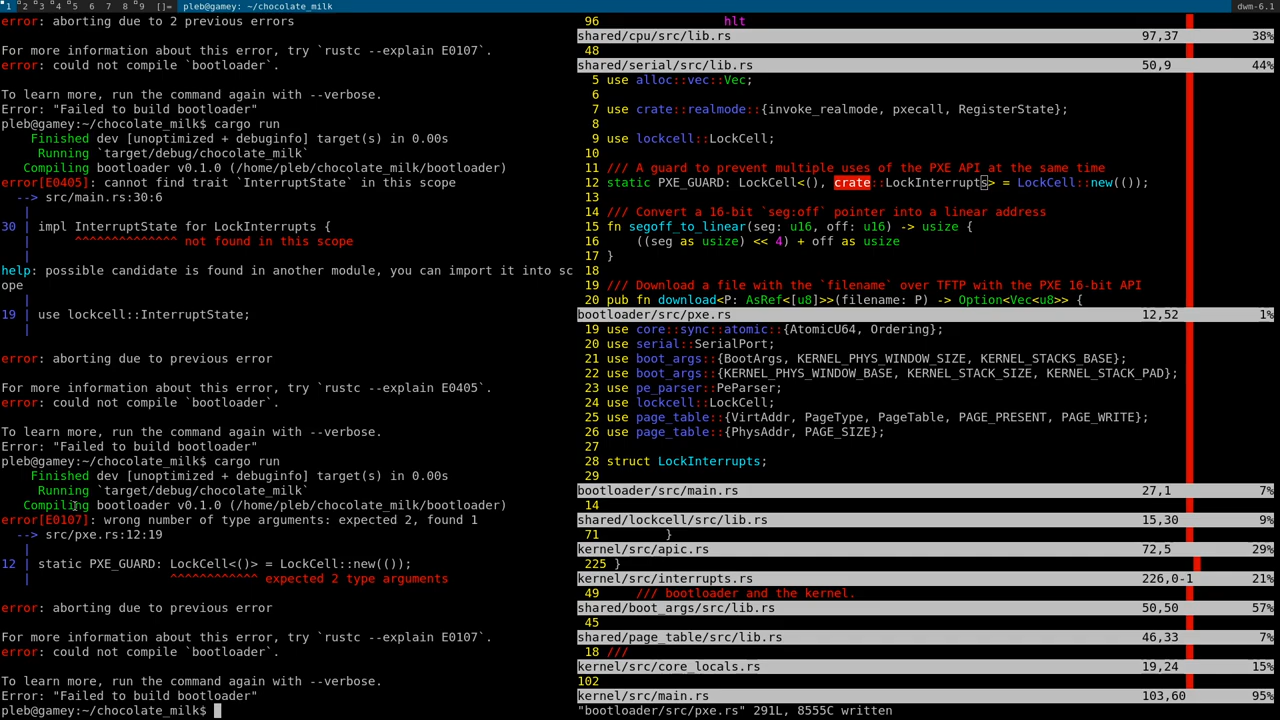 1 2 3 4 5 6 7 8 9 []= pleb@gamey: ~/chocolate_milk dwm-6.1
error: aborting due to 2 previous errors
For more information about this error, try `rustc --explain E0107`.
error: could not compile `bootloader`.
To learn more, run the command again with --verbose.
Error: "Failed to build bootloader"
pleb@gamey:~/chocolate_milk$ cargo run
Finished dev [unoptimized + debuginfo] target(s) in 0.00s
Running `target/debug/chocolate_milk`
Compiling bootloader v0.1.0 (/home/pleb/chocolate_milk/bootloader)
error[E0405]: cannot find trait `InterruptState` in this scope
--> src/main.rs:30:6
|
30 | impl InterruptState for LockInterrupts {
| ^^^^^^^^^^^^^^ not found in this scope
|
help: possible candidate is found in another module, you can import it into sc
ope
|
19 | use lockcell::InterruptState;
|
error: aborting due to previous error
For more information about this error, try `rustc --explain E0405`.
error: could not compile `bootloader`.
To learn more, run the command again with --verbose.
Error: "Failed to build bootloader"
pleb@gamey:~/chocolate_milk$ cargo run
Finished dev [unoptimized + debuginfo] target(s) in 0.00s
Running `target/debug/chocolate_milk`
Compiling bootloader v0.1.0 (/home/pleb/chocolate_milk/bootloader)
error[E0107]: wrong number of type arguments: expected 2, found 1
--> src/pxe.rs:12:19
|
12 | static PXE_GUARD: LockCell<()> = LockCell::new(());
| ^^^^^^^^^^^^ expected 2 type arguments
error: aborting due to previous error
For more information about this error, try `rustc --explain E0107`.
error: could not compile `bootloader`.
To learn more, run the command again with --verbose.
Error: "Failed to build bootloader"
pleb@gamey:~/chocolate_milk$
96 hlt
shared/cpu/src/lib.rs 97,37 38%
48
shared/serial/src/lib.rs 50,9 44%
5 use alloc::vec::Vec;
6
7 use crate::realmode::{invoke_realmode, pxecall, RegisterState};
8
9 use lockcell::LockCell;
10
11 /// A guard to prevent multiple uses of the PXE API at the same time
12 static PXE_GUARD: LockCell<(), crate::LockInterrupts> = LockCell::new(());
13
14 /// Convert a 16-bit `seg:off` pointer into a linear address
15 fn segoff_to_linear(seg: u16, off: u16) -> usize {
16 ((seg as usize) << 4) + off as usize
17 }
18
19 /// Download a file with the `filename` over TFTP with the PXE 16-bit API
20 pub fn download<P: AsRef<[u8]>>(filename: P) -> Option<Vec<u8>> {
bootloader/src/pxe.rs 12,52 1%
19 use core::sync::atomic::{AtomicU64, Ordering};
20 use serial::SerialPort;
21 use boot_args::{BootArgs, KERNEL_PHYS_WINDOW_SIZE, KERNEL_STACKS_BASE};
22 use boot_args::{KERNEL_PHYS_WINDOW_BASE, KERNEL_STACK_SIZE, KERNEL_STACK_PAD};
23 use pe_parser::PeParser;
24 use lockcell::LockCell;
25 use page_table::{VirtAddr, PageType, PageTable, PAGE_PRESENT, PAGE_WRITE};
26 use page_table::{PhysAddr, PAGE_SIZE};
27
28 struct LockInterrupts;
29
bootloader/src/main.rs 27,1 7%
14
shared/lockcell/src/lib.rs 15,30 9%
71 }
kernel/src/apic.rs 72,5 29%
225 }
kernel/src/interrupts.rs 226,0-1 21%
49 /// bootloader and the kernel.
shared/boot_args/src/lib.rs 50,50 57%
45
shared/page_table/src/lib.rs 46,33 7%
18 ///
kernel/src/core_locals.rs 19,24 15%
102
kernel/src/main.rs 103,60 95%
"bootloader/src/pxe.rs" 291L, 8555C written